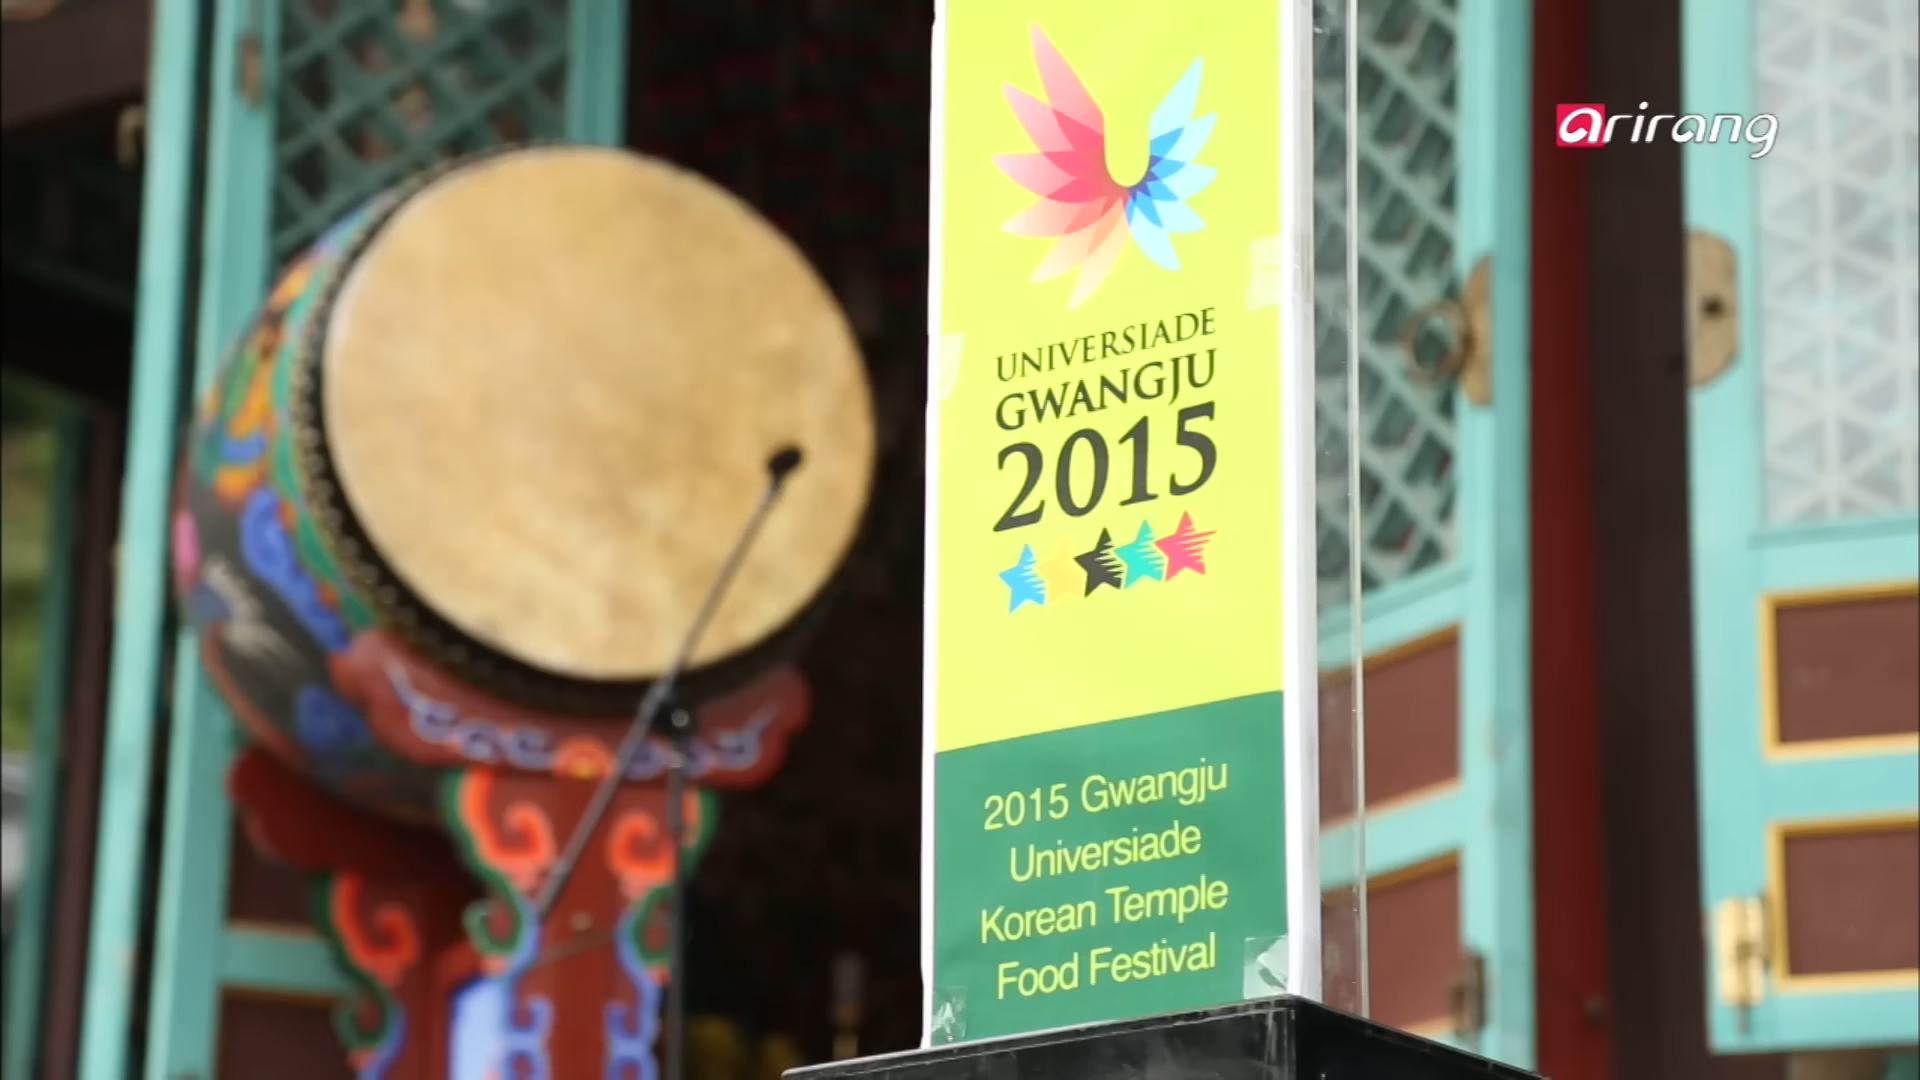 arirang
UNIVERSIADE
GWANGJU
2015
2015 Gwangju
Universiade
Korean Temple
Food Festival